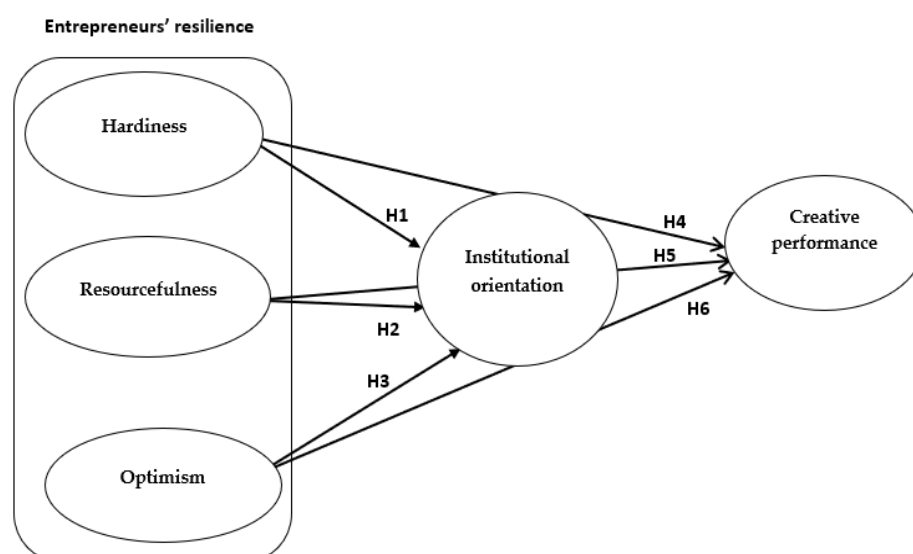 Entrepreneurs’ resilience
Hardiness
H1
H4
Creative
performance
H5
Institutional
orientation
Resourcefulness
H2
H6
H3
Optimism